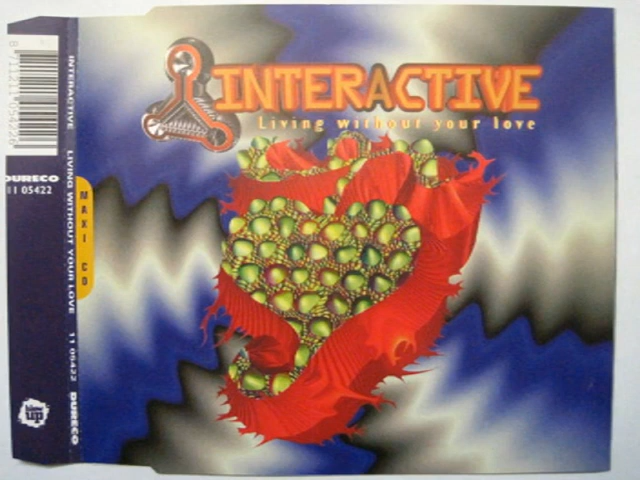 INTERACTIVE
Living without your love
MAXI CD
INTERACTIVE LIVING WITHOUT YOUR LOVE 11 05422 DURECO
DURECO
11 05422